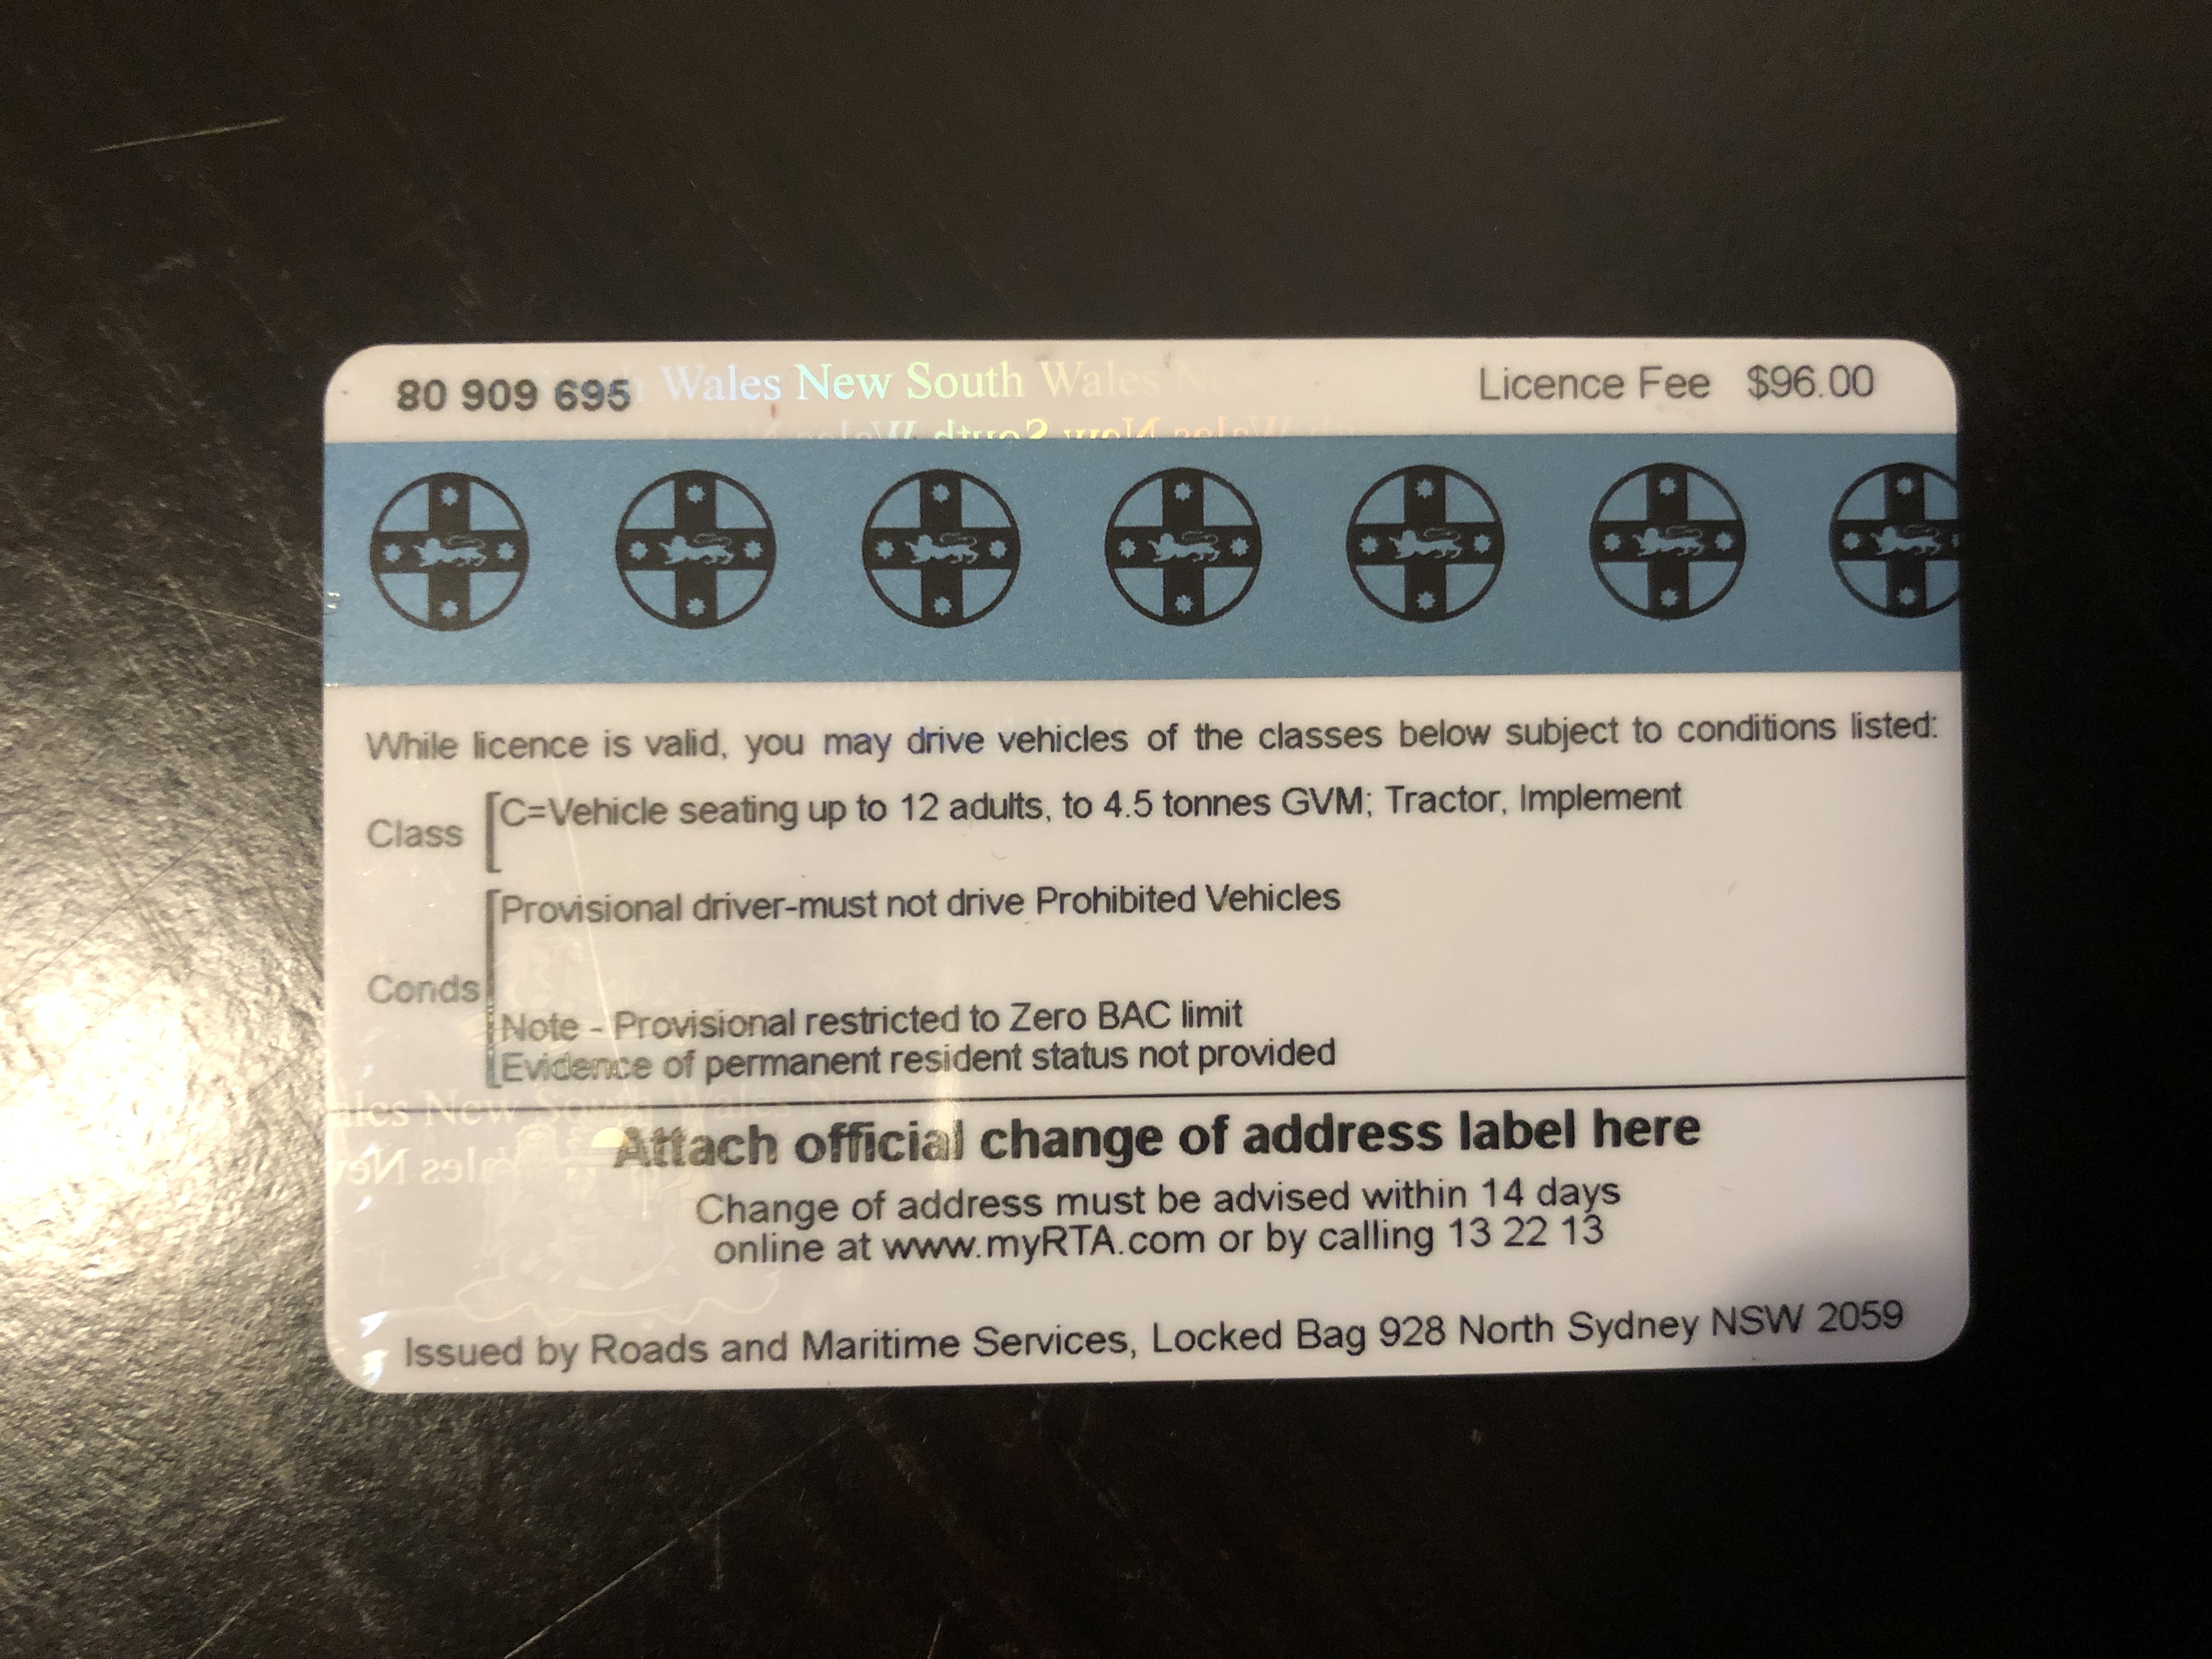 80 909 695
Licence Fee $96.00
Wales New South Wales Ne
While licence is valid, you may drive vehicles of the classes below subject to conditions listed:
Class [C=Vehicle seating up to 12 adults, to 4.5 tonnes GVM; Tractor, Implement
[Provisional driver-must not drive Prohibited Vehicles
Conds
[Note - Provisional restricted to Zero BAC limit
[Evidence of permanent resident status not provided
Attach official change of address label here
Change of address must be advised within 14 days
online at www.myRTA.com or by calling 13 22 13
Issued by Roads and Maritime Services, Locked Bag 928 North Sydney NSW 2059